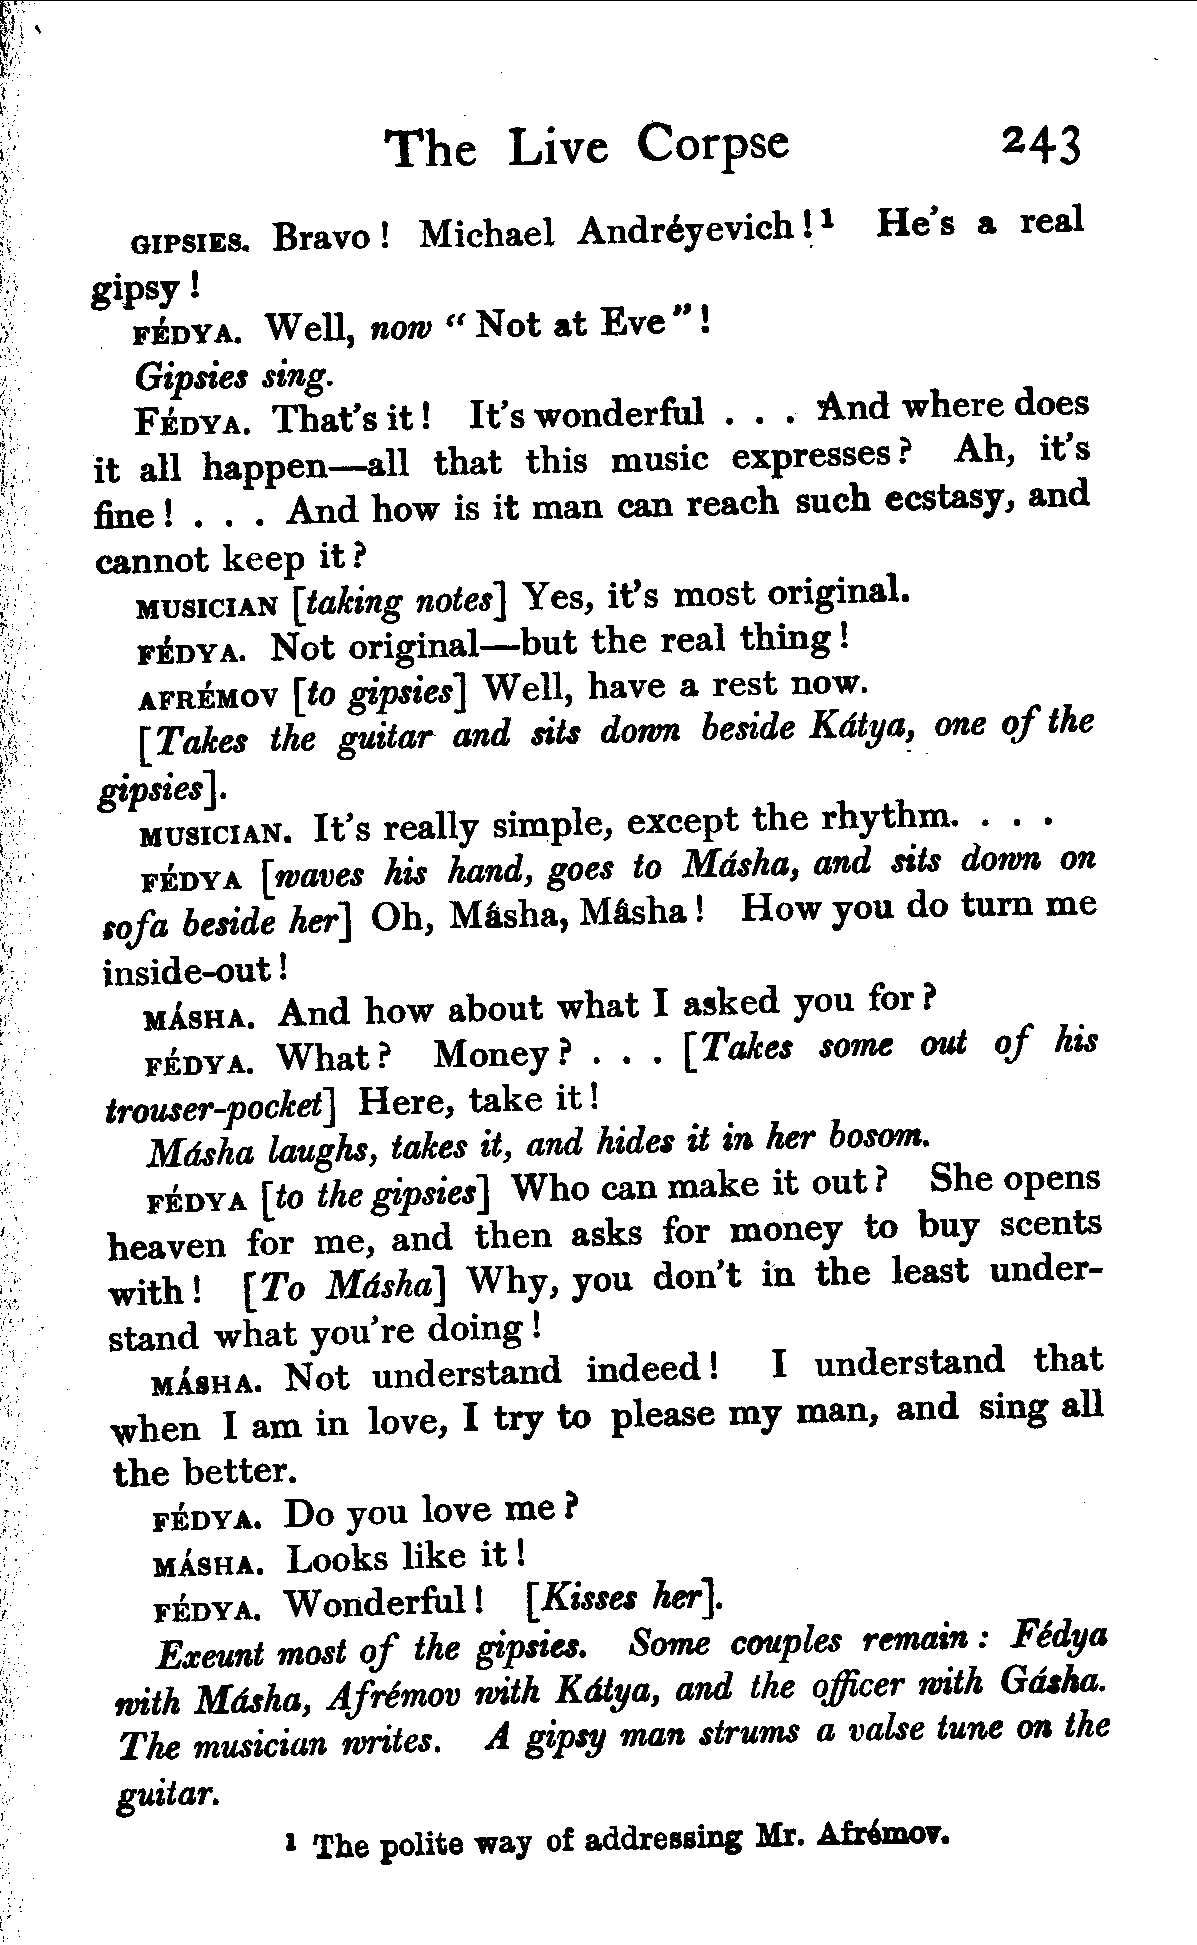 The Live Corpse 243
GIPSIES. Bravo! Michael Andréyevich!¹ He's a real
gipsy!
FÉDYA. Well, now "Not at Eve"!
Gipsies sing.
FÉDYA. That's it! It's wonderful . . . And where does
it all happen—all that this music expresses? Ah, it's
fine! . . . And how is it man can reach such ecstasy, and
cannot keep it?
MUSICIAN [taking notes] Yes, it's most original.
FÉDYA. Not original—but the real thing!
AFRÉMOV [to gipsies] Well, have a rest now.
[Takes the guitar and sits down beside Kátya, one of the
gipsies].
MUSICIAN. It's really simple, except the rhythm. . . .
FÉDYA [waves his hand, goes to Másha, and sits down on
sofa beside her] Oh, Másha, Másha! How you do turn me
inside-out!
MÁSHA. And how about what I asked you for?
FÉDYA. What? Money? . . . [Takes some out of his
trouser-pocket] Here, take it!
Másha laughs, takes it, and hides it in her bosom.
FÉDYA [to the gipsies] Who can make it out? She opens
heaven for me, and then asks for money to buy scents
with! [To Másha] Why, you don't in the least under-
stand what you're doing!
MÁSHA. Not understand indeed! I understand that
when I am in love, I try to please my man, and sing all
the better.
FÉDYA. Do you love me?
MÁSHA. Looks like it!
FÉDYA. Wonderful! [Kisses her].
Exeunt most of the gipsies. Some couples remain: Fédya
with Másha, Afrémov with Kátya, and the officer with Gásha.
The musician writes. A gipsy man strums a valse tune on the
guitar.
¹ The polite way of addressing Mr. Afrémov.